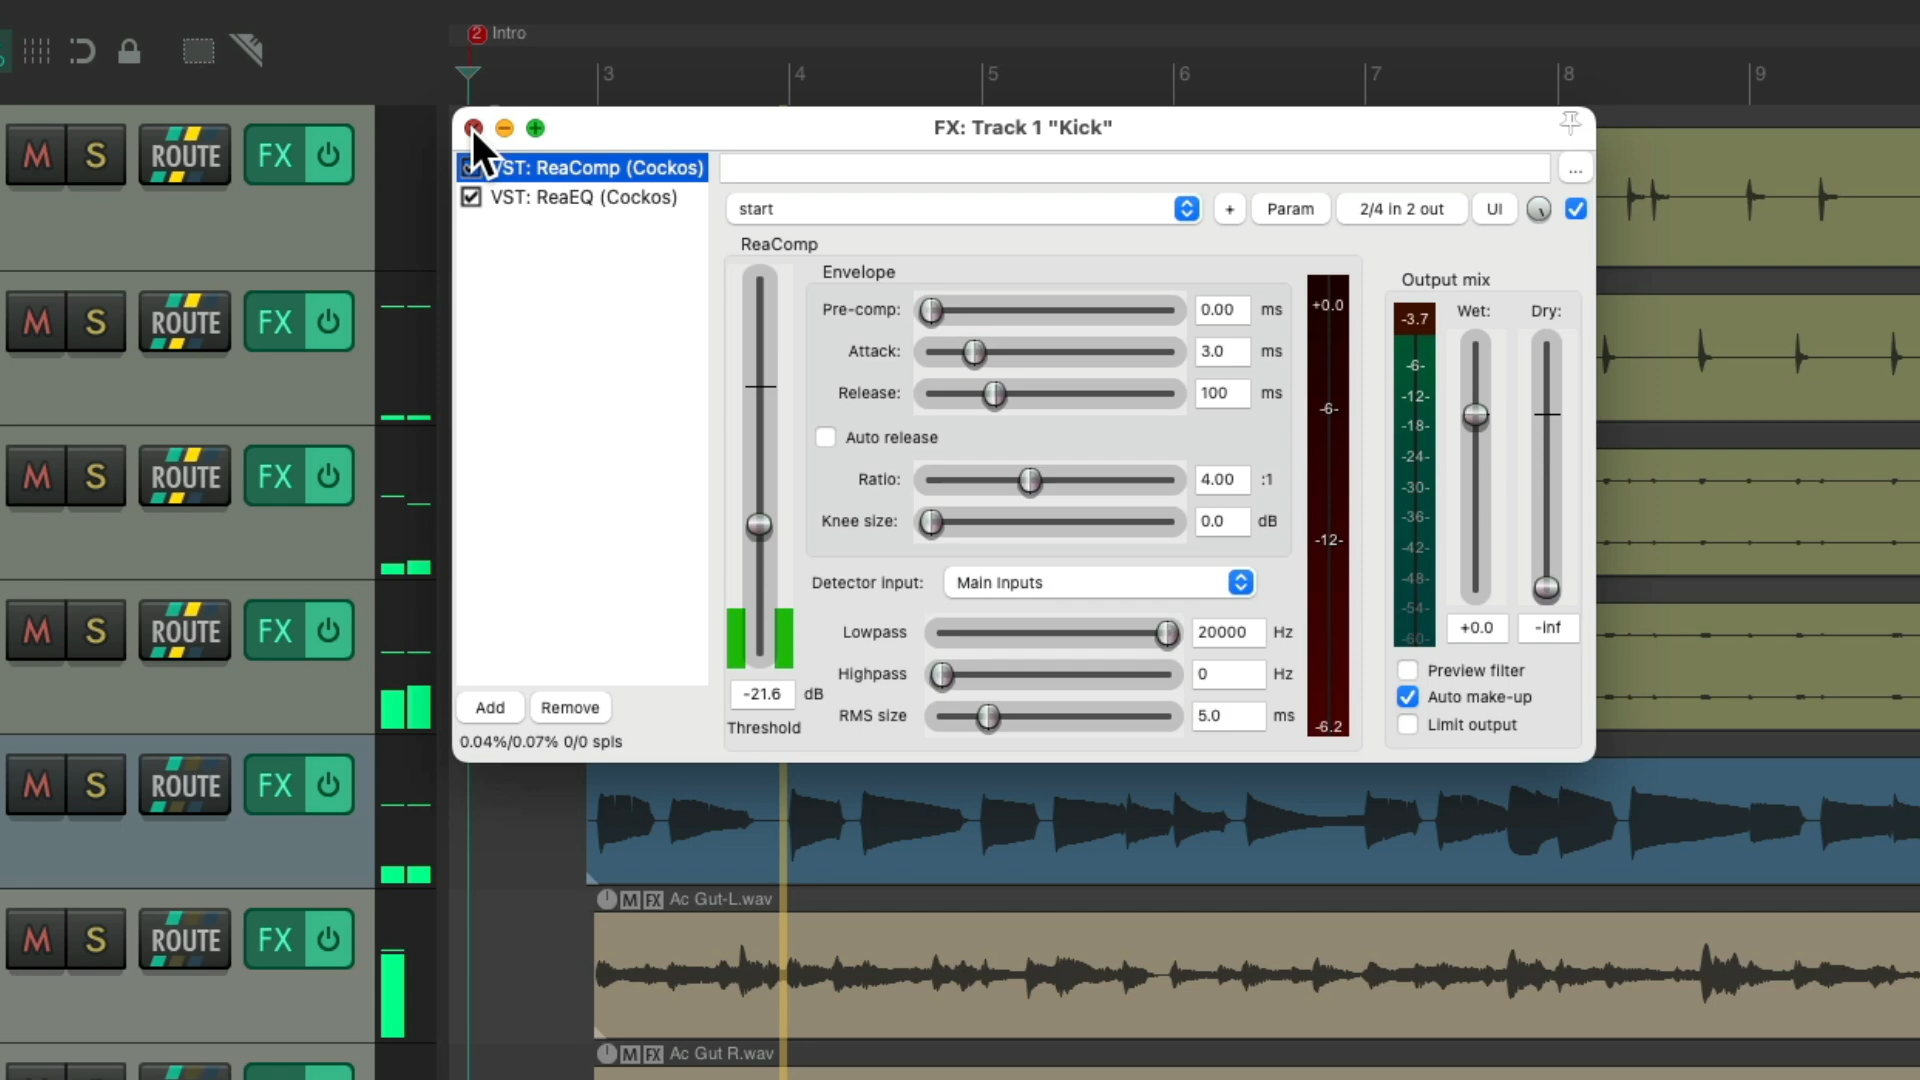 2 Intro
3 4 5 6 7 8 9
FX: Track 1 "Kick"
M S ROUTE FX
VST: ReaComp (Cockos)
...
VST: ReaEQ (Cockos)
start + Param 2/4 in 2 out UI
ReaComp
Envelope
Output mix
Pre-comp: 0.00 ms
+0.0
-3.7
Wet: Dry:
M S ROUTE FX
Attack: 3.0 ms
-6-
-12-
-18-
-24-
-30-
-36-
-42-
-48-
-54-
-60-
Release: 100 ms
-6-
Auto release
M S ROUTE FX
Ratio: 4.00 :1
Knee size: 0.0 dB
-12-
Detector input: Main Inputs
M S ROUTE FX
Lowpass 20000 Hz
+0.0 -inf
Highpass 0 Hz
Preview filter
-21.6 dB
Auto make-up
Add Remove
RMS size 5.0 ms
-6.2
Limit output
Threshold
0.04%/0.07% 0/0 spls
M S ROUTE FX
M FX Ac Gut-L.wav
M S ROUTE FX
M FX Ac Gut R.wav